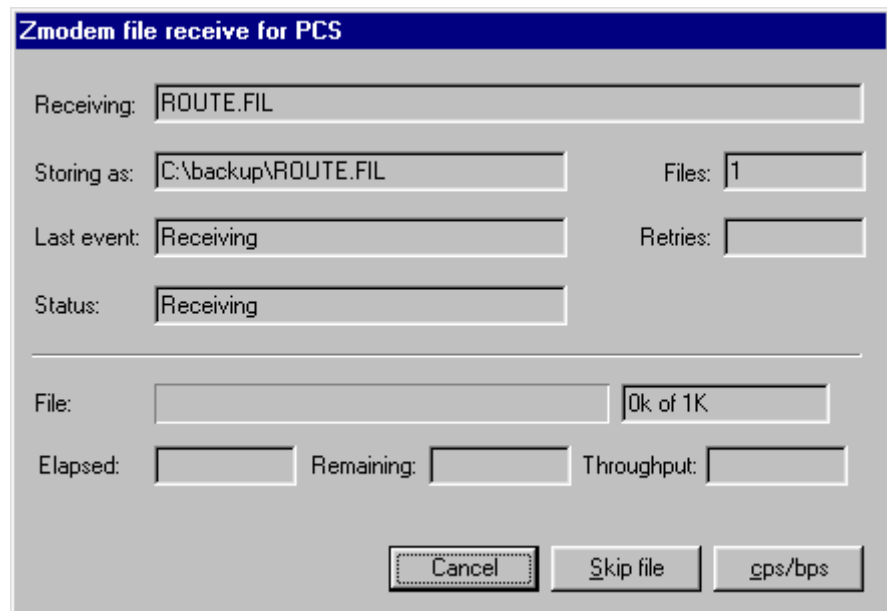 Zmodem file receive for PCS
Receiving: ROUTE.FIL
Storing as: C:\backup\ROUTE.FIL Files: 1
Last event: Receiving Retries:
Status: Receiving
File: 0k of 1K
Elapsed: Remaining: Throughput:
Cancel Skip file cps/bps